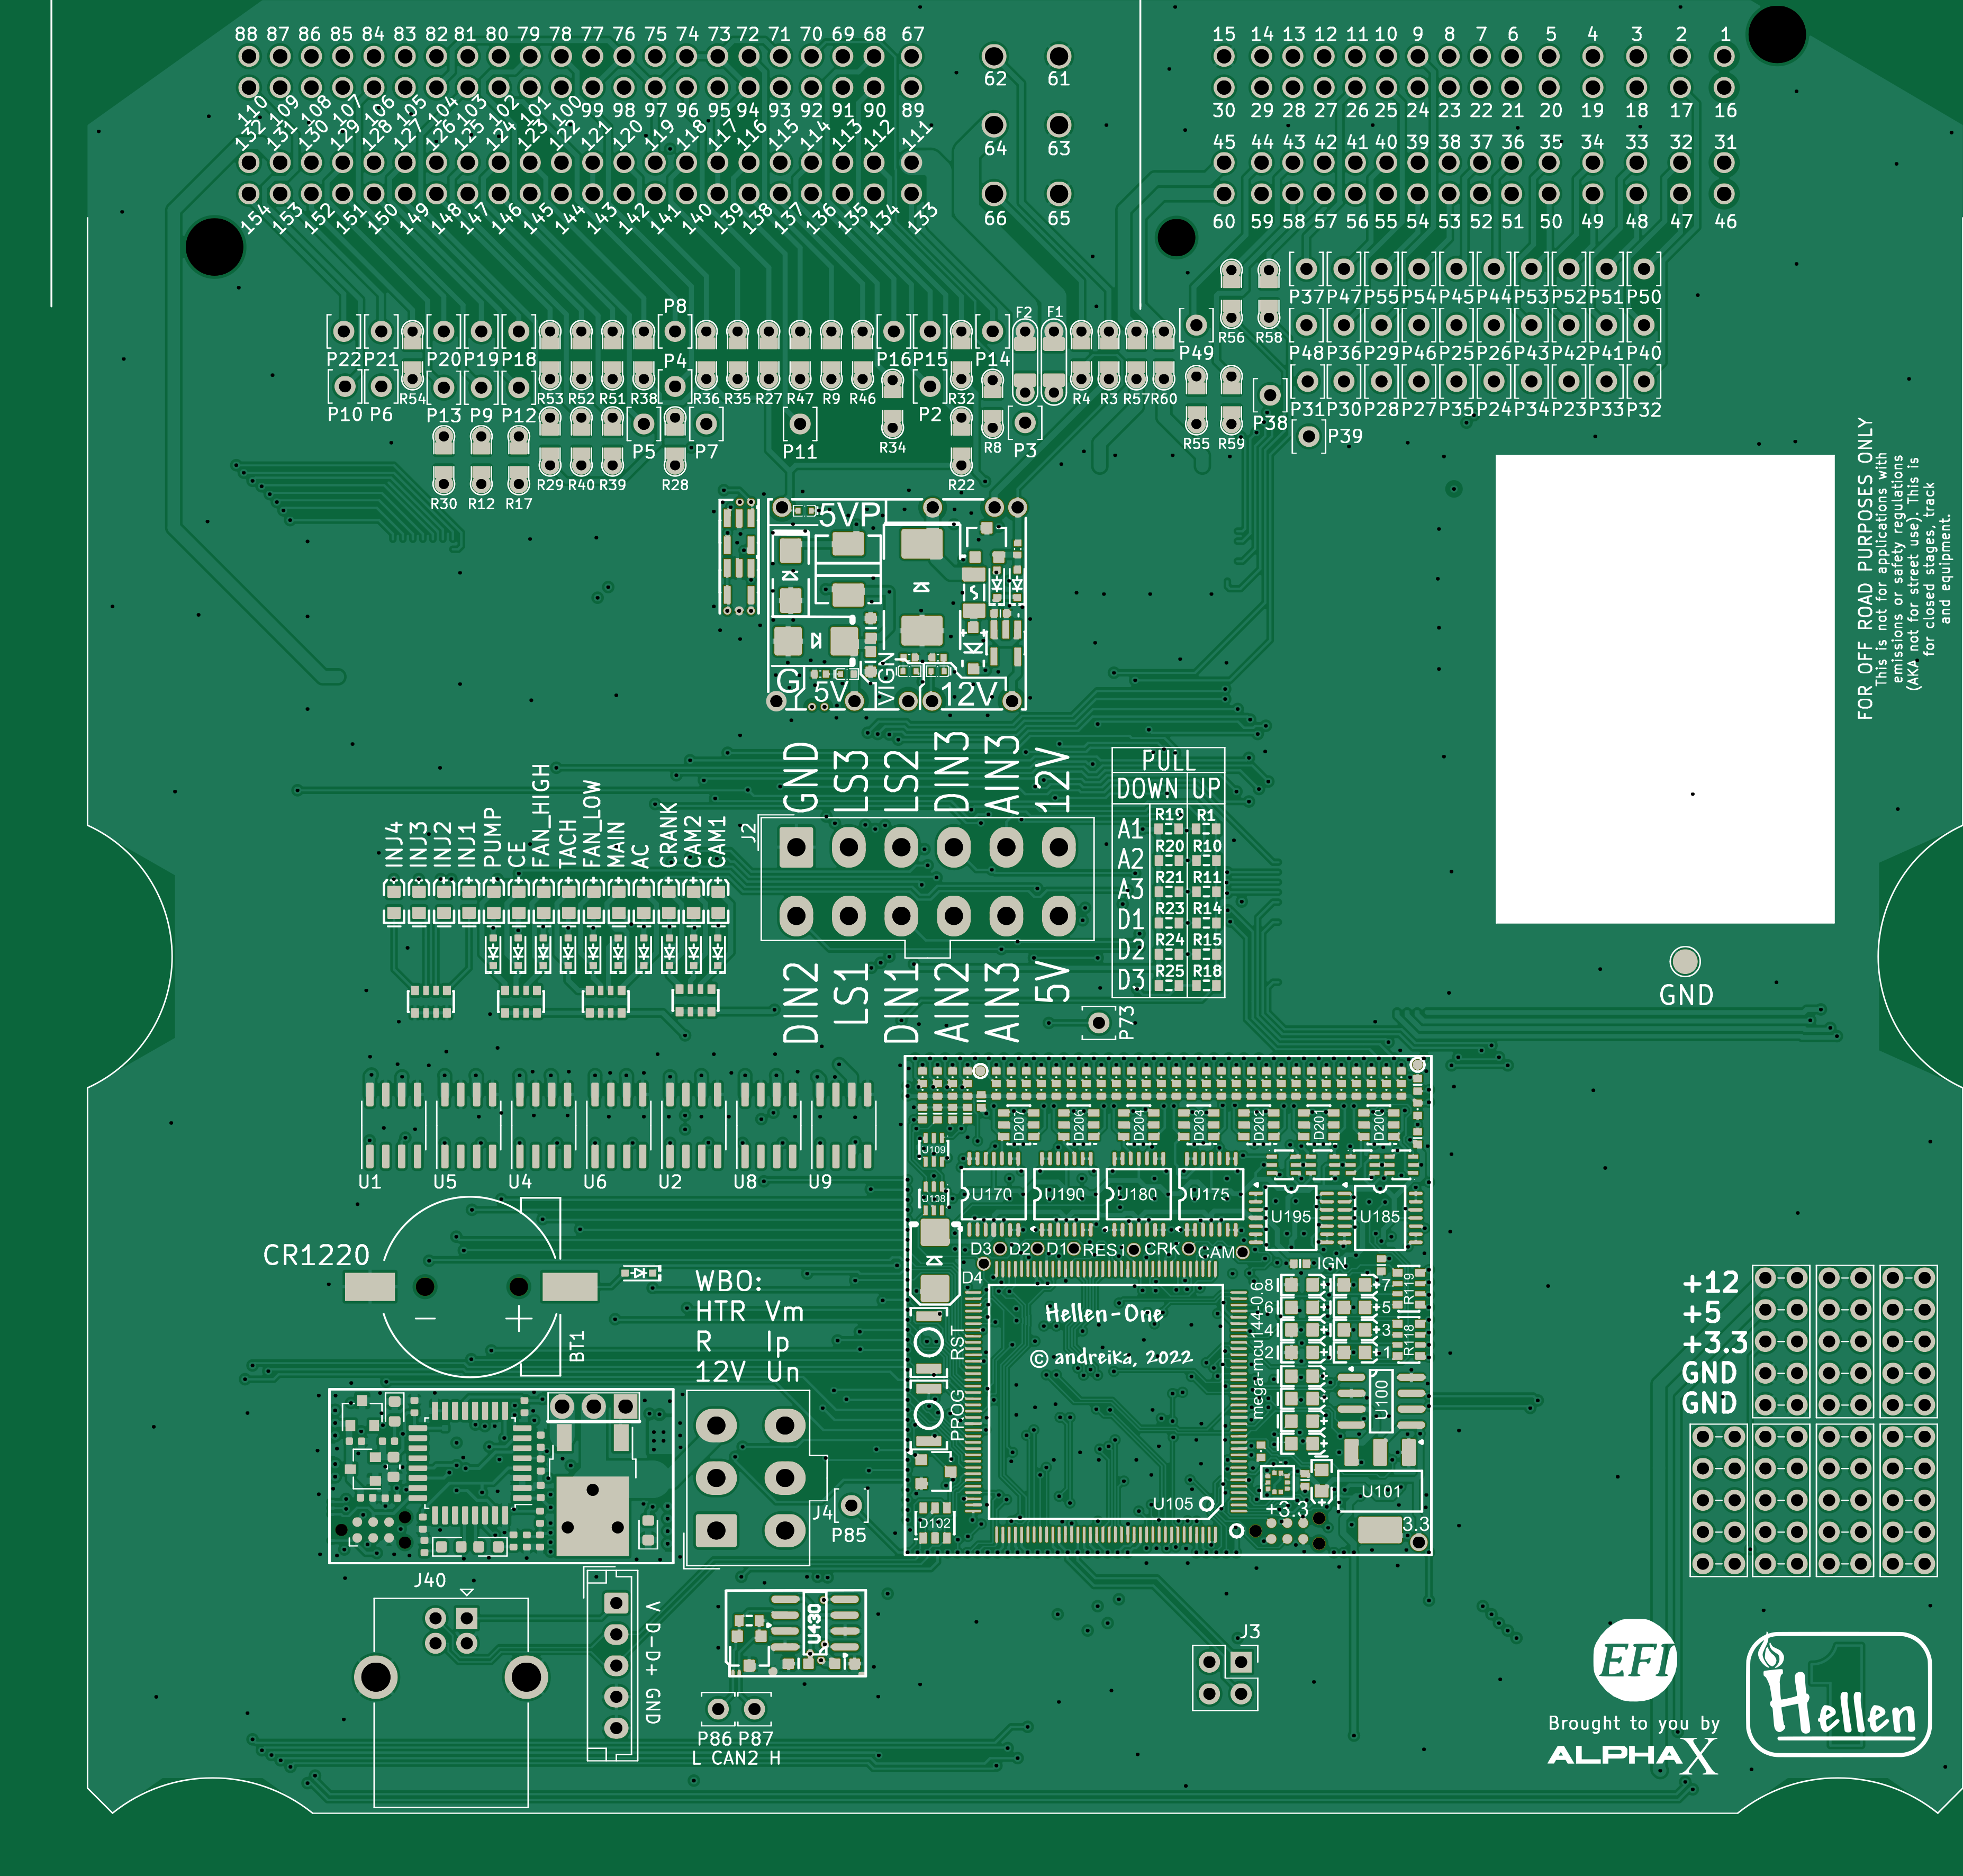 88 87 86 85 84 83 82 81 80 79 78 77 76 75 74 73 72 71 70 69 68 67
62 61
15 14 13 12 11 10 9 8 7 6 5 4 3 2 1
110 109 108 107 106 105 104 103 102 101 100 99 98 97 96 95 94 93 92 91 90 89
30 29 28 27 26 25 24 23 22 21 20 19 18 17 16
132 131 130 129 128 127 126 125 124 123 122 121 120 119 118 117 116 115 114 113 112 111
64 63
45 44 43 42 41 40 39 38 37 36 35 34 33 32 31
154 153 152 151 150 149 148 147 146 145 144 143 142 141 140 139 138 137 136 135 134 133
66 65
60 59 58 57 56 55 54 53 52 51 50 49 48 47 46
P37 P47 P55 P54 P45 P44 P53 P52 P51 P50
P8 F2 F1
R56 R58
P22 P21 P20 P19 P18 P4 P16 P15 P14 P49
P48 P36 P29 P46 P25 P26 P43 P42 P41 P40
R54 R53 R52 R51 R38 R36 R35 R27 R47 R9 R46 R32 R4 R3 R57 R60
P10 P6 P13 P9 P12 P2 P38
P31 P30 P28 P27 P35 P24 P34 P23 P33 P32
P5 P7 P11 R34 R8 P3 R55 R59 P39
R29 R40 R39 R28 R22
R30 R12 R17
FOR OFF ROAD PURPOSES ONLY
This is not for applications with
emissions or safety regulations
(AKA not for street use). This is
for closed stages, track
and equipment.
5VP
G 5V VIGN 12V
GND LS3 LS2 DIN3 AIN3 12V
J2
DIN2 LS1 DIN1 AIN2 AIN3 5V
PULL
DOWN UP
R19 R1
A1
R20 R10
A2
R21 R11
A3
R23 R14
D1
R24 R15
D2
R25 R18
D3
INJ4 INJ3 INJ2 INJ1 PUMP CE FAN_HIGH TACH FAN_LOW MAIN AC CRANK CAM2 CAM1
P73
GND
U1 U5 U4 U6 U2 U8 U9
CR1220
− +
BT1
WBO:
HTR Vm
R Ip
12V Un
D207 D206 D204 D203 D202 D201 D200
J109
J108
U170 U190 U180 U175 U195 U185
D3 D2 D1 RES1 CRK CAM IGN
D4
Hellen-One
© andreika, 2022
RST
PROG
mega-mcu144-0.6
8 7
6 5
4 3
2 1
R119
R118
U100
U105
U101
+3.3
3.3
D102
+12
+5
+3.3
GND
GND
J4
P85
J40
V D- D+ GND
U430
P86 P87
L CAN2 H
J3
EFI
Brought to you by
ALPHAX
1
Hellen